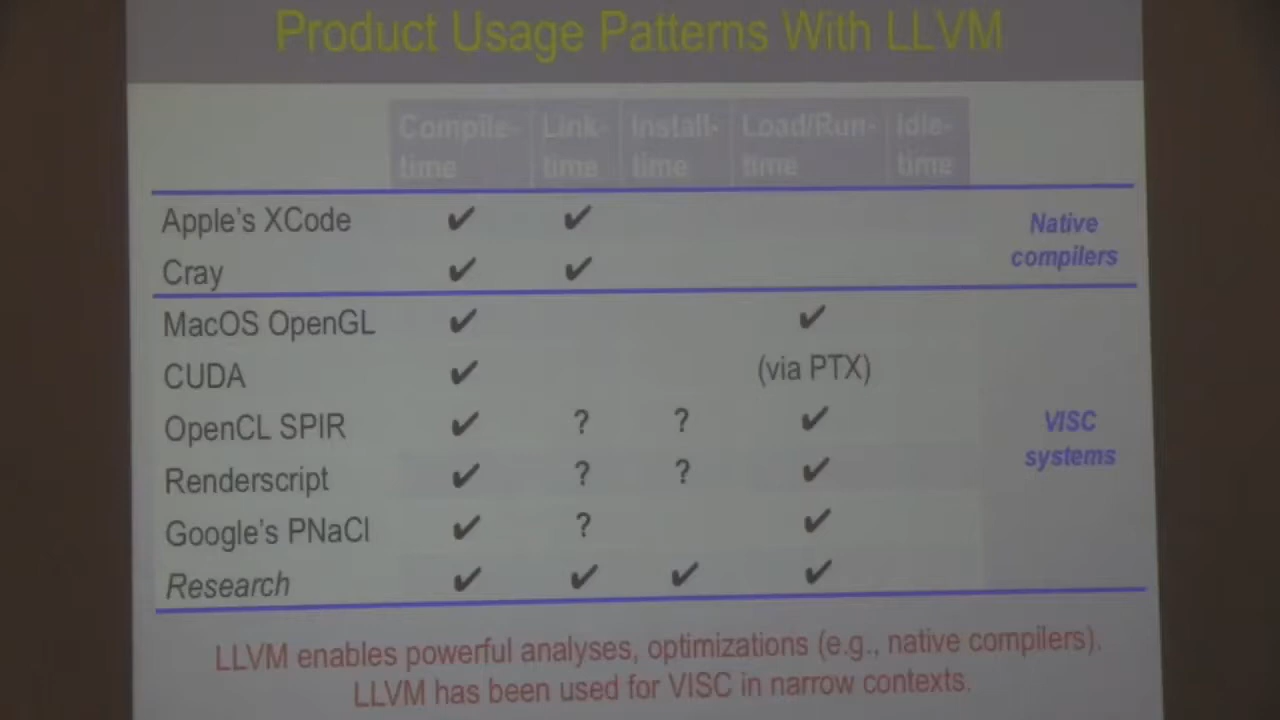 Product Usage Patterns With LLVM
Compile- Link- Install- Load/Run- Idle-
time time time time time
Apple's XCode ✔ ✔
Native
compilers
Cray ✔ ✔
MacOS OpenGL ✔ ✔
CUDA ✔ (via PTX)
OpenCL SPIR ✔ ? ? ✔
VISC
systems
Renderscript ✔ ? ? ✔
Google's PNaCl ✔ ? ✔
Research ✔ ✔ ✔ ✔
LLVM enables powerful analyses, optimizations (e.g., native compilers).
LLVM has been used for VISC in narrow contexts.